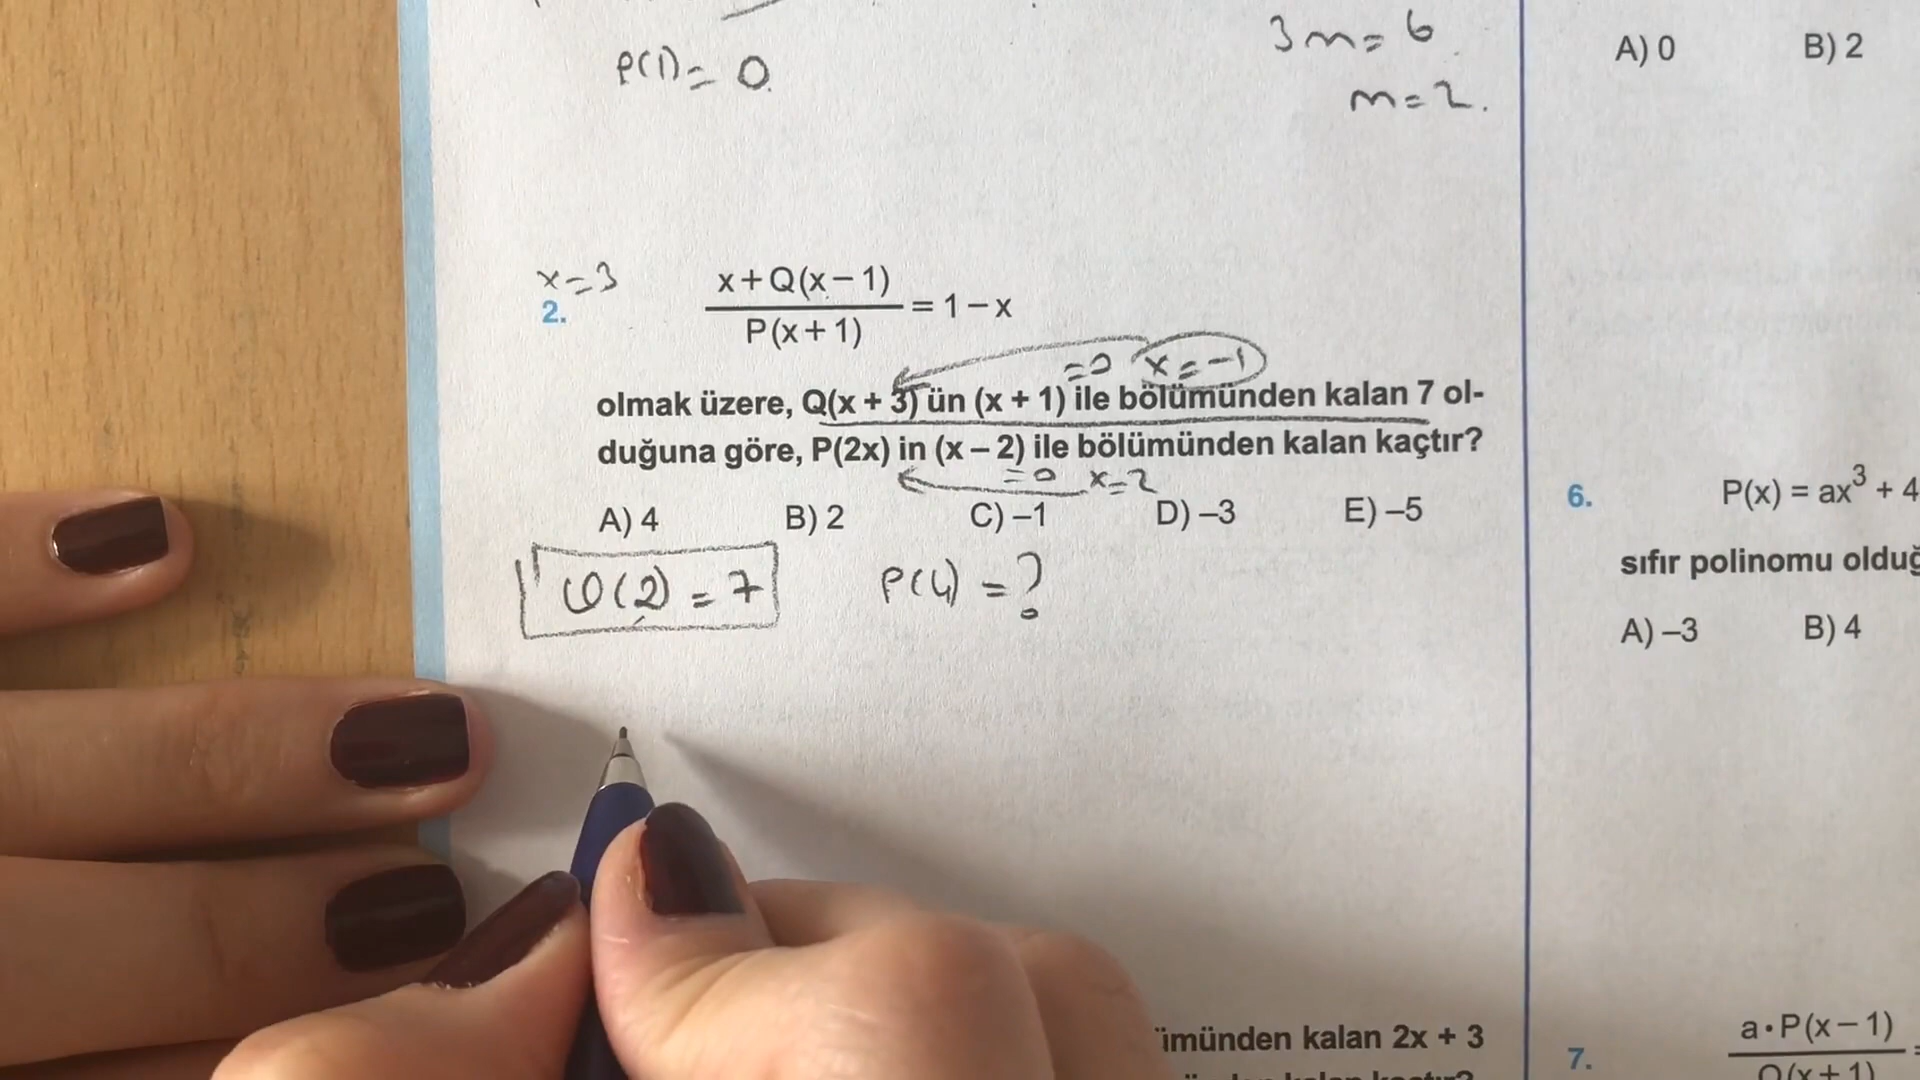 P(1) = 0
3m = 6
m = 2.
x = 3
2.
x + Q(x – 1)
P(x + 1)
= 1 – x
= 0 x = -1
olmak üzere, Q(x + 3) ün (x + 1) ile bölümünden kalan 7 ol-
duğuna göre, P(2x) in (x – 2) ile bölümünden kalan kaçtır?
= 0 x = 2
A) 4 B) 2 C) –1 D) –3 E) –5
Q(2) = 7 P(4) = ?
ümünden kalan 2x + 3
A) 0 B) 2
6. P(x) = ax³ + 4
sıfır polinomu olduğ
A) –3 B) 4
7.
a • P(x – 1)
Q(x + 1)
=